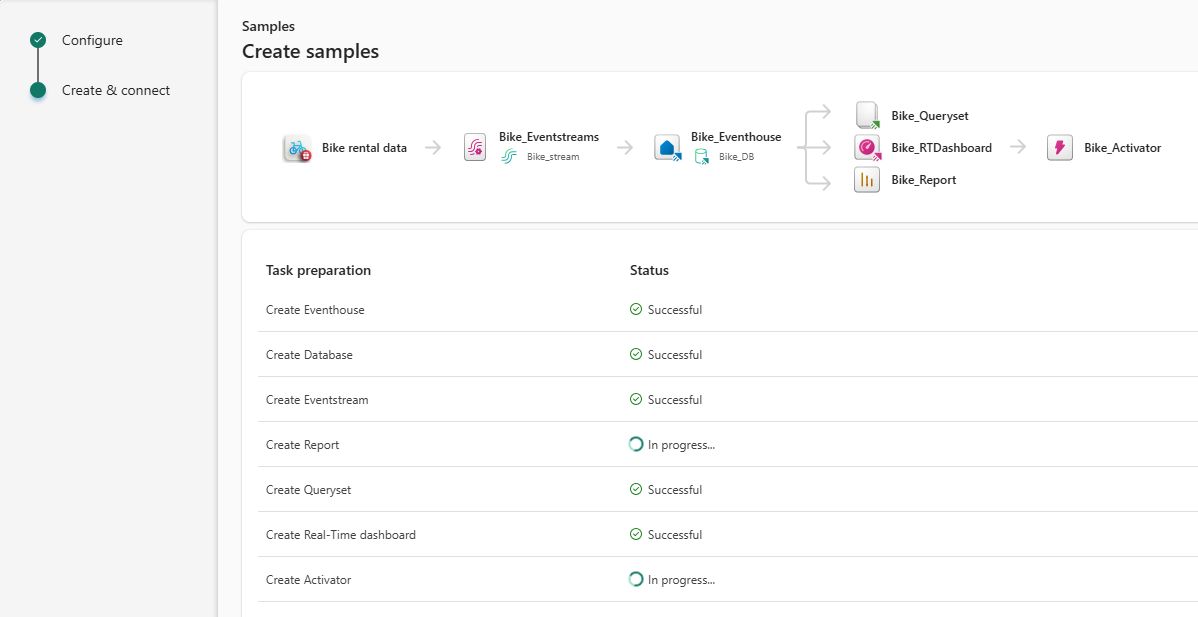 Configure
Create & connect
Samples
Create samples
Bike rental data
Bike_Eventstreams
Bike_stream
Bike_Eventhouse
Bike_DB
Bike_Queryset
Bike_RTDashboard
Bike_Report
Bike_Activator
Task preparation Status
Create Eventhouse Successful
Create Database Successful
Create Eventstream Successful
Create Report In progress...
Create Queryset Successful
Create Real-Time dashboard Successful
Create Activator In progress...